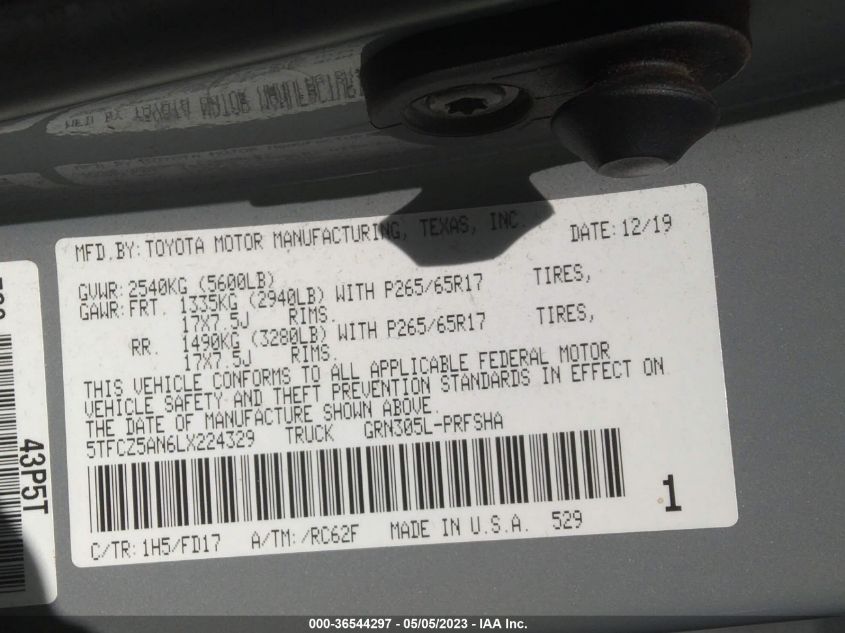 MFD.BY:TOYOTA MOTOR MANUFACTURING, TEXAS, INC. DATE:12/19
GVWR:2540KG (5600LB)
GAWR:FRT. 1335KG (2940LB) WITH P265/65R17 TIRES,
17X7.5J RIMS.
RR. 1490KG (3280LB) WITH P265/65R17 TIRES,
17X7.5J RIMS.
THIS VEHICLE CONFORMS TO ALL APPLICABLE FEDERAL MOTOR
VEHICLE SAFETY AND THEFT PREVENTION STANDARDS IN EFFECT ON
THE DATE OF MANUFACTURE SHOWN ABOVE.
5TFCZ5AN6LX224329 TRUCK GRN305L-PRFSHA
1
C/TR:1H5/FD17 A/TM:/RC62F MADE IN U.S.A. 529
43P5T
000-36544297 - 05/05/2023 - IAA Inc.